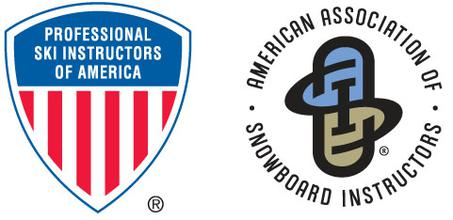 PROFESSIONAL
SKI INSTRUCTORS
OF AMERICA
®
AMERICAN ASSOCIATION OF
• SNOWBOARD INSTRUCTORS •
®